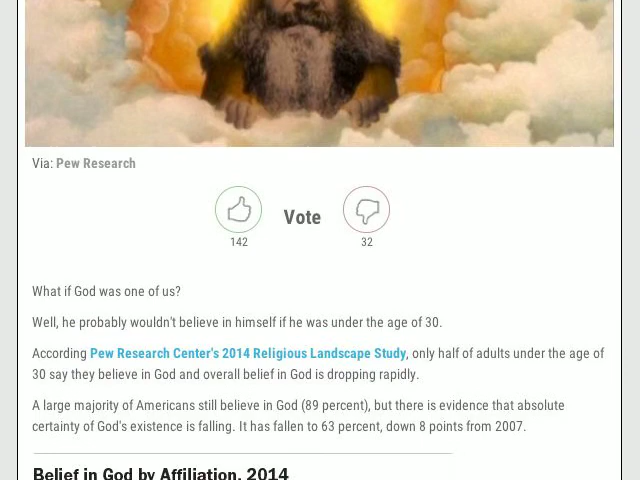 Via: Pew Research
Vote
142
32
What if God was one of us?
Well, he probably wouldn't believe in himself if he was under the age of 30.
According Pew Research Center's 2014 Religious Landscape Study, only half of adults under the age of
30 say they believe in God and overall belief in God is dropping rapidly.
A large majority of Americans still believe in God (89 percent), but there is evidence that absolute
certainty of God's existence is falling. It has fallen to 63 percent, down 8 points from 2007.
Belief in God by Affiliation, 2014